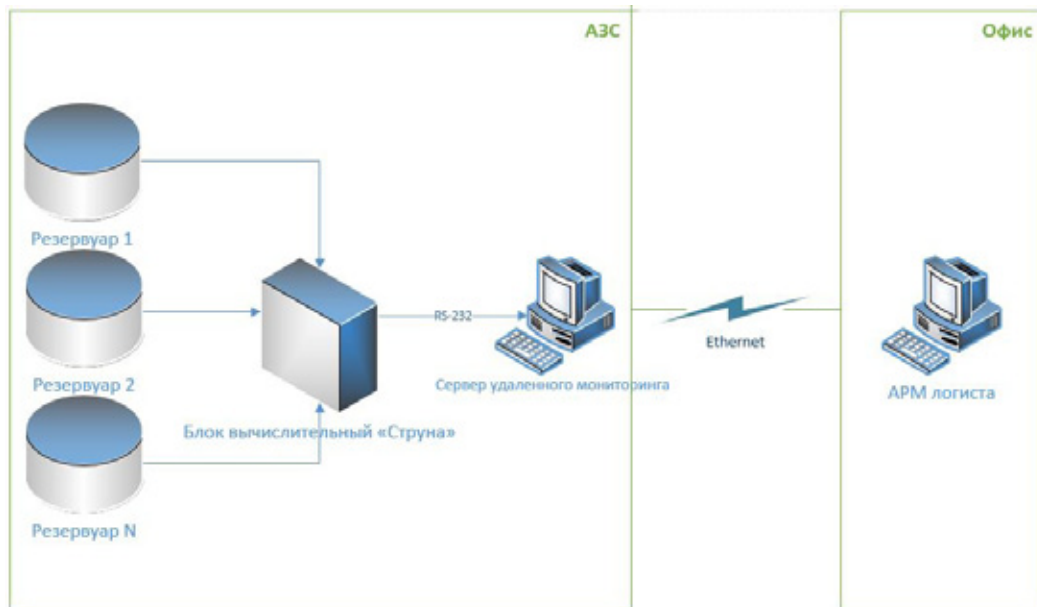 АЗС
Офис
Резервуар 1
Резервуар 2
RS-232
Ethernet
Сервер удаленного мониторинга
АРМ логиста
Блок вычислительный «Струна»
Резервуар N